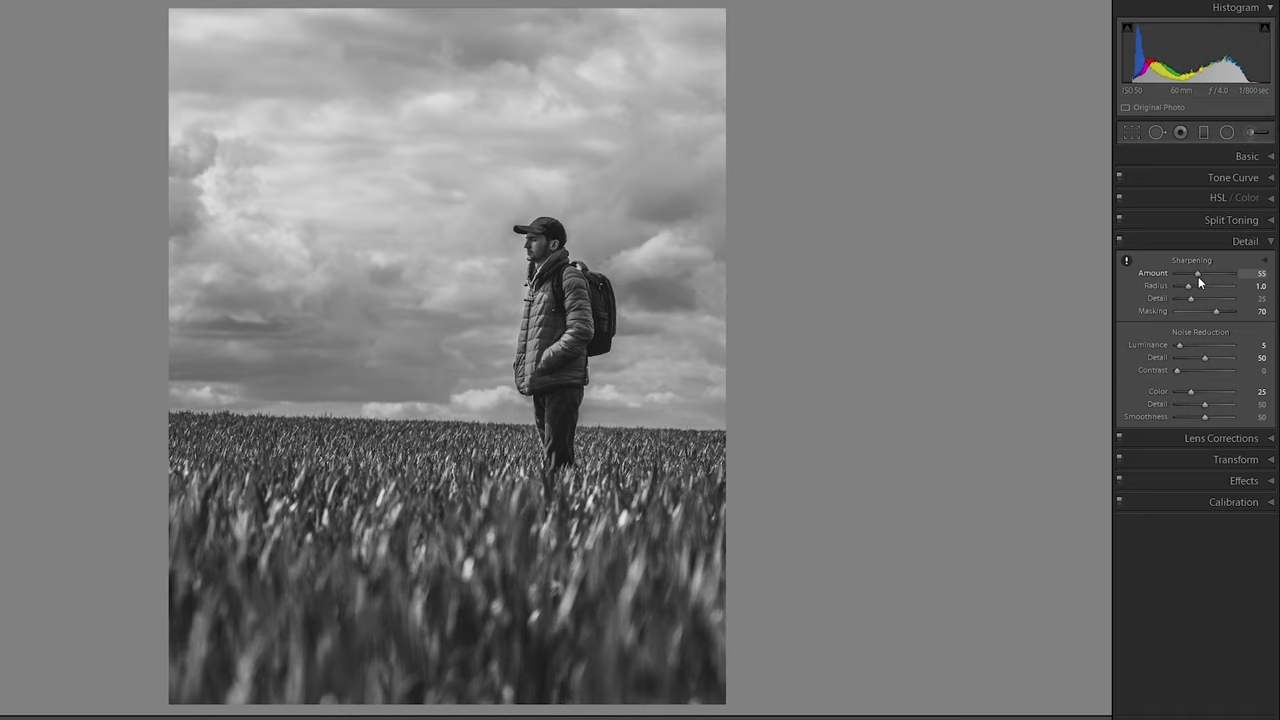 Histogram
ISO 50 60 mm ƒ / 4.0 1/800 sec
Original Photo
Basic
Tone Curve
HSL / Color
Split Toning
Detail
Sharpening
Amount 55
Radius 1.0
Detail 25
Masking 70
Noise Reduction
Luminance 5
Detail 50
Contrast 0
Color 25
Detail 50
Smoothness 50
Lens Corrections
Transform
Effects
Calibration